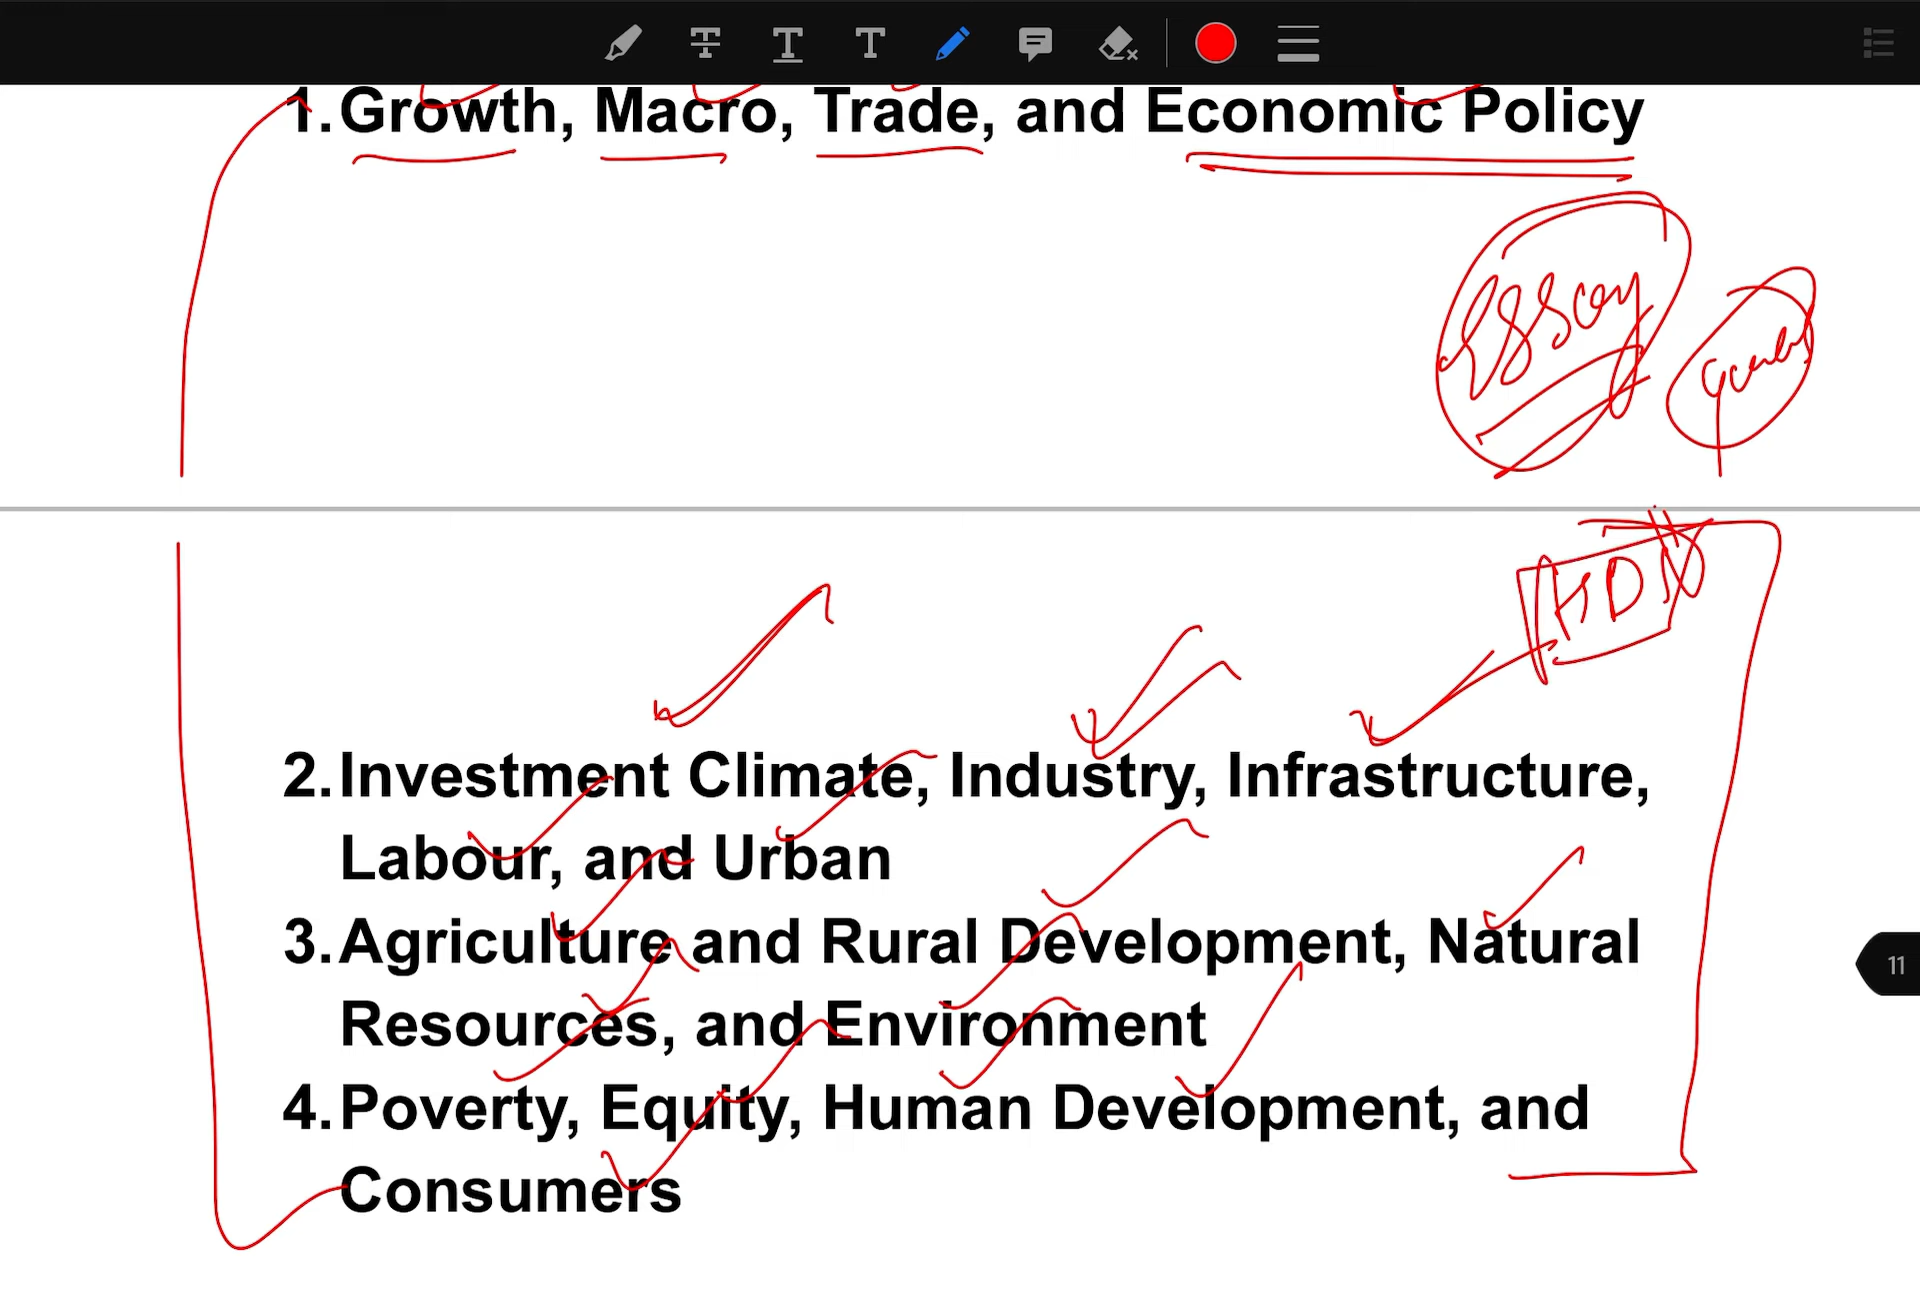 1. Growth, Macro, Trade, and Economic Policy
Essay
2. Investment Climate, Industry, Infrastructure,
Labour, and Urban
3. Agriculture and Rural Development, Natural
Resources, and Environment
4. Poverty, Equity, Human Development, and
Consumers
11